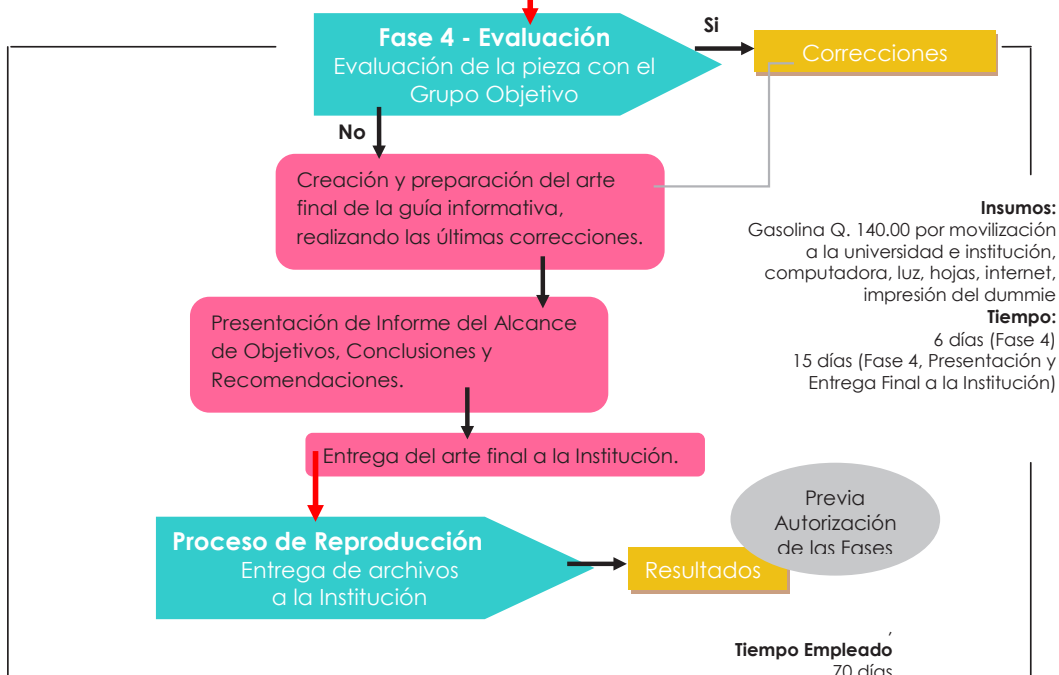 Fase 4 - Evaluación
Evaluación de la pieza con el
Grupo Objetivo
Si
Correcciones
No
Creación y preparación del arte
final de la guía informativa,
realizando las últimas correcciones.
Insumos:
Gasolina Q. 140.00 por movilización
a la universidad e institución,
computadora, luz, hojas, internet,
impresión del dummie
Tiempo:
6 días (Fase 4)
15 días (Fase 4, Presentación y
Entrega Final a la Institución)
Presentación de Informe del Alcance
de Objetivos, Conclusiones y
Recomendaciones.
Entrega del arte final a la Institución.
Previa
Autorización
de las Fases
Proceso de Reproducción
Entrega de archivos
a la Institución
Resultados
,
Tiempo Empleado
70 días